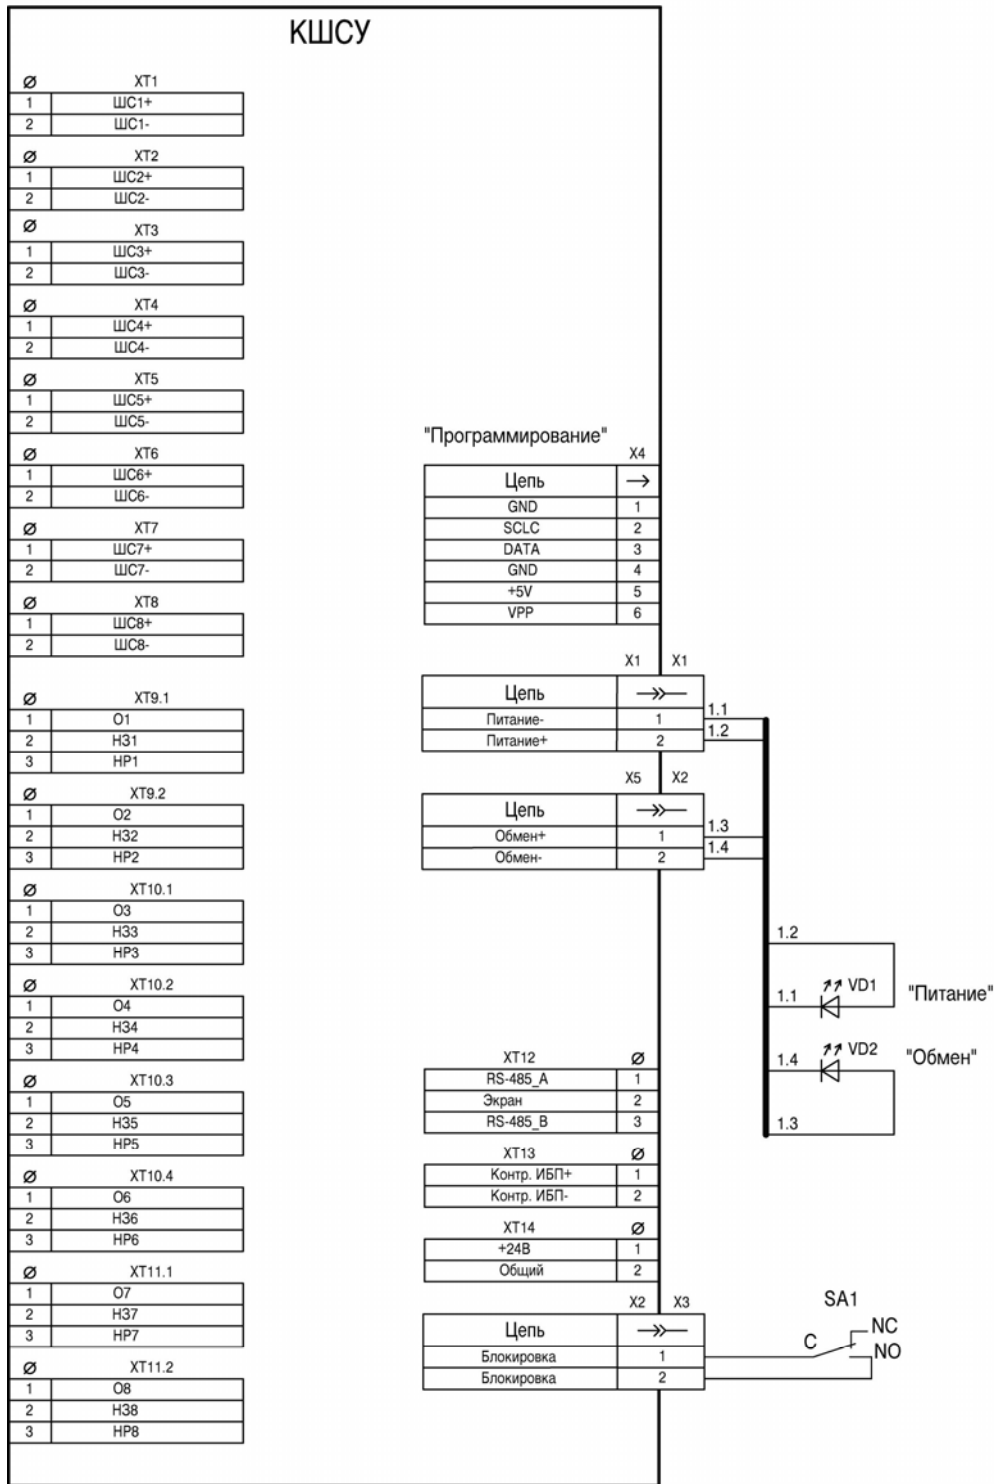 КШСУ
Ø XT1
1 ШС1+
2 ШС1-
Ø XT2
1 ШС2+
2 ШС2-
Ø XT3
1 ШС3+
2 ШС3-
Ø XT4
1 ШС4+
2 ШС4-
Ø XT5
1 ШС5+
2 ШС5-
Ø XT6
1 ШС6+
2 ШС6-
Ø XT7
1 ШС7+
2 ШС7-
Ø XT8
1 ШС8+
2 ШС8-
Ø XT9.1
1 О1
2 НЗ1
3 НР1
Ø XT9.2
1 О2
2 НЗ2
3 НР2
Ø XT10.1
1 О3
2 НЗ3
3 НР3
Ø XT10.2
1 О4
2 НЗ4
3 НР4
Ø XT10.3
1 О5
2 НЗ5
3 НР5
Ø XT10.4
1 О6
2 НЗ6
3 НР6
Ø XT11.1
1 О7
2 НЗ7
3 НР7
Ø XT11.2
1 О8
2 НЗ8
3 НР8
"Программирование"
X4
Цепь →
GND 1
SCLC 2
DATA 3
GND 4
+5V 5
VPP 6
X1 X1
Цепь
Питание- 1 1.1
Питание+ 2 1.2
X5 X2
Цепь
Обмен+ 1 1.3
Обмен- 2 1.4
1.2
1.1 VD1 "Питание"
1.4 VD2 "Обмен"
1.3
XT12 Ø
RS-485_A 1
Экран 2
RS-485_B 3
XT13 Ø
Контр. ИБП+ 1
Контр. ИБП- 2
XT14 Ø
+24В 1
Общий 2
X2 X3
Цепь
Блокировка 1
Блокировка 2
SA1
C NC
NO